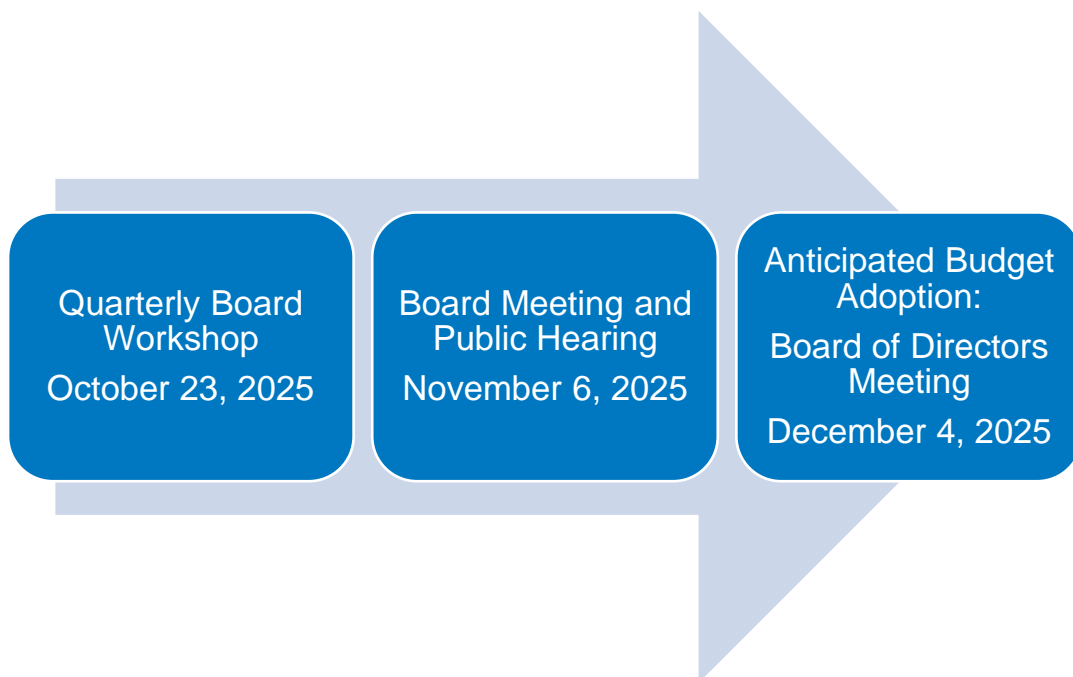 Quarterly Board
Workshop
October 23, 2025
Board Meeting and
Public Hearing
November 6, 2025
Anticipated Budget
Adoption:
Board of Directors
Meeting
December 4, 2025